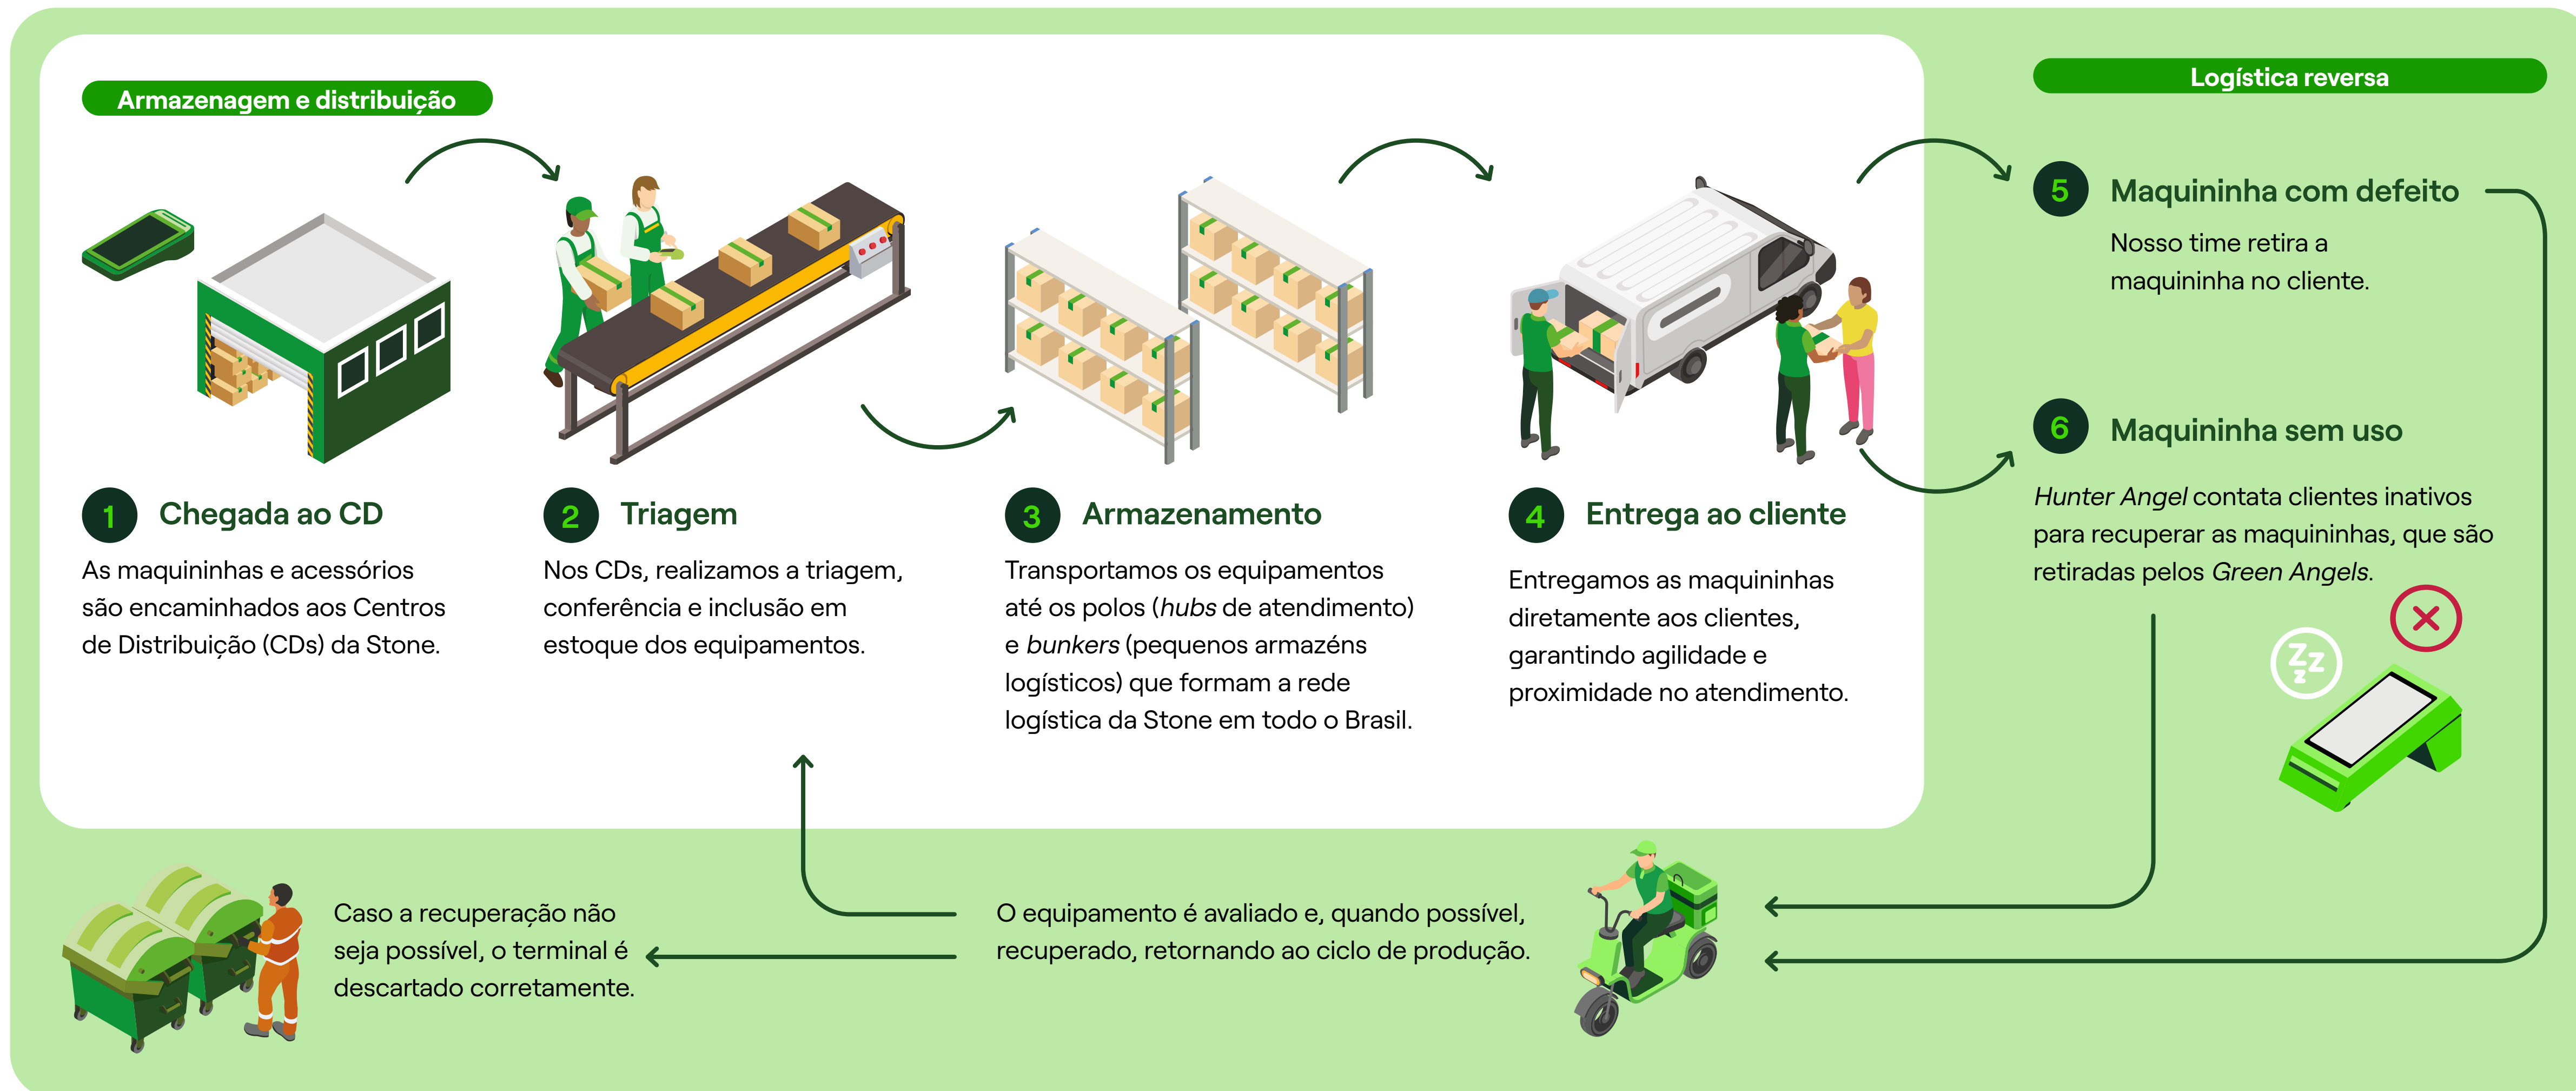 Armazenagem e distribuição
1 Chegada ao CD
As maquininhas e acessórios
são encaminhados aos Centros
de Distribuição (CDs) da Stone.
2 Triagem
Nos CDs, realizamos a triagem,
conferência e inclusão em
estoque dos equipamentos.
3 Armazenamento
Transportamos os equipamentos
até os polos (hubs de atendimento)
e bunkers (pequenos armazéns
logísticos) que formam a rede
logística da Stone em todo o Brasil.
4 Entrega ao cliente
Entregamos as maquininhas
diretamente aos clientes,
garantindo agilidade e
proximidade no atendimento.
Logística reversa
5 Maquininha com defeito
Nosso time retira a
maquininha no cliente.
6 Maquininha sem uso
Hunter Angel contata clientes inativos
para recuperar as maquininhas, que são
retiradas pelos Green Angels.
ZZz
O equipamento é avaliado e, quando possível,
recuperado, retornando ao ciclo de produção.
Caso a recuperação não
seja possível, o terminal é
descartado corretamente.